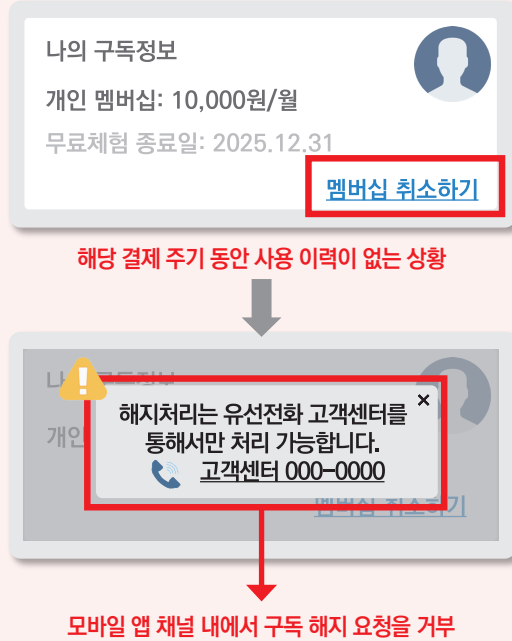 나의 구독정보
개인 멤버십: 10,000원/월
무료체험 종료일: 2025.12.31
멤버십 취소하기
해당 결제 주기 동안 사용 이력이 없는 상황
!
×
해지처리는 유선전화 고객센터를
통해서만 처리 가능합니다.
고객센터 000-0000
개인
멤버십 취소하기
모바일 앱 채널 내에서 구독 해지 요청을 거부